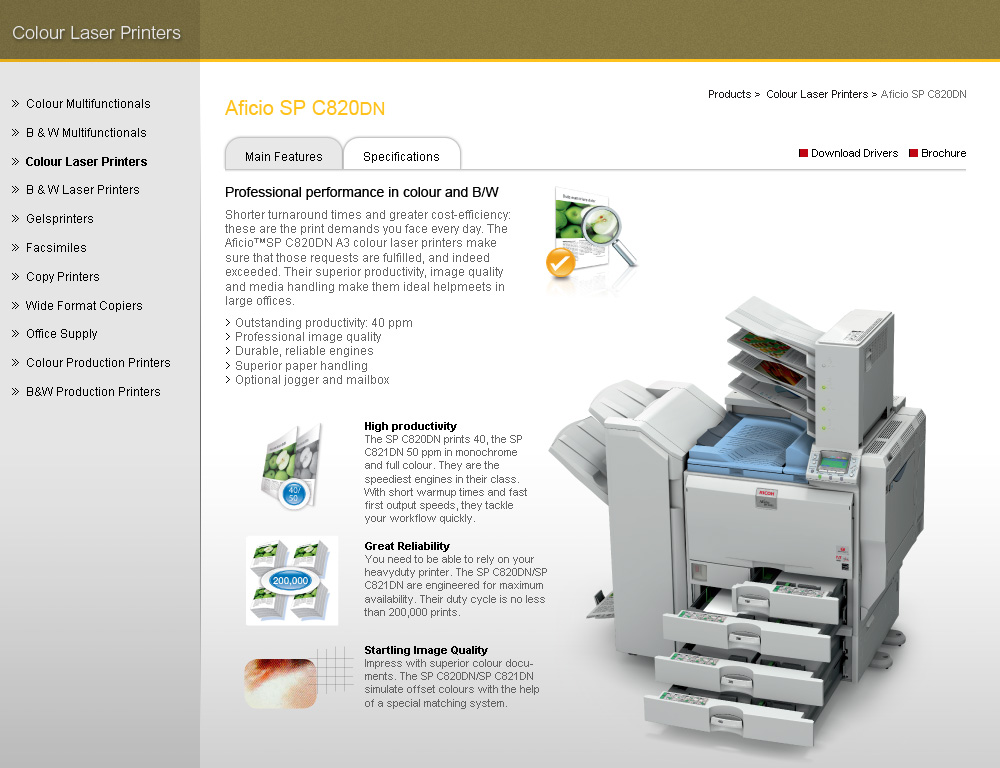 Colour Laser Printers
» Colour Multifunctionals
» B & W Multifunctionals
» Colour Laser Printers
» B & W Laser Printers
» Gelsprinters
» Facsimiles
» Copy Printers
» Wide Format Copiers
» Office Supply
» Colour Production Printers
» B&W Production Printers
Products > Colour Laser Printers > Aficio SP C820DN
Aficio SP C820DN
Main Features Specifications
Download Drivers Brochure
Professional performance in colour and B/W
Shorter turnaround times and greater cost-efficiency:
these are the print demands you face every day. The
Aficio™SP C820DN A3 colour laser printers make
sure that those requests are fulfilled, and indeed
exceeded. Their superior productivity, image quality
and media handling make them ideal helpmeets in
large offices.
> Outstanding productivity: 40 ppm
> Professional image quality
> Durable, reliable engines
> Superior paper handling
> Optional jogger and mailbox
40/
50
High productivity
The SP C820DN prints 40, the SP
C821DN 50 ppm in monochrome
and full colour. They are the
speediest engines in their class.
With short warmup times and fast
first output speeds, they tackle
your workflow quickly.
200,000
Great Reliability
You need to be able to rely on your
heavyduty printer. The SP C820DN/SP
C821DN are engineered for maximum
availability. Their duty cycle is no less
than 200,000 prints.
Startling Image Quality
Impress with superior colour docu-
ments. The SP C820DN/SP C821DN
simulate offset colours with the help
of a special matching system.
RICOH